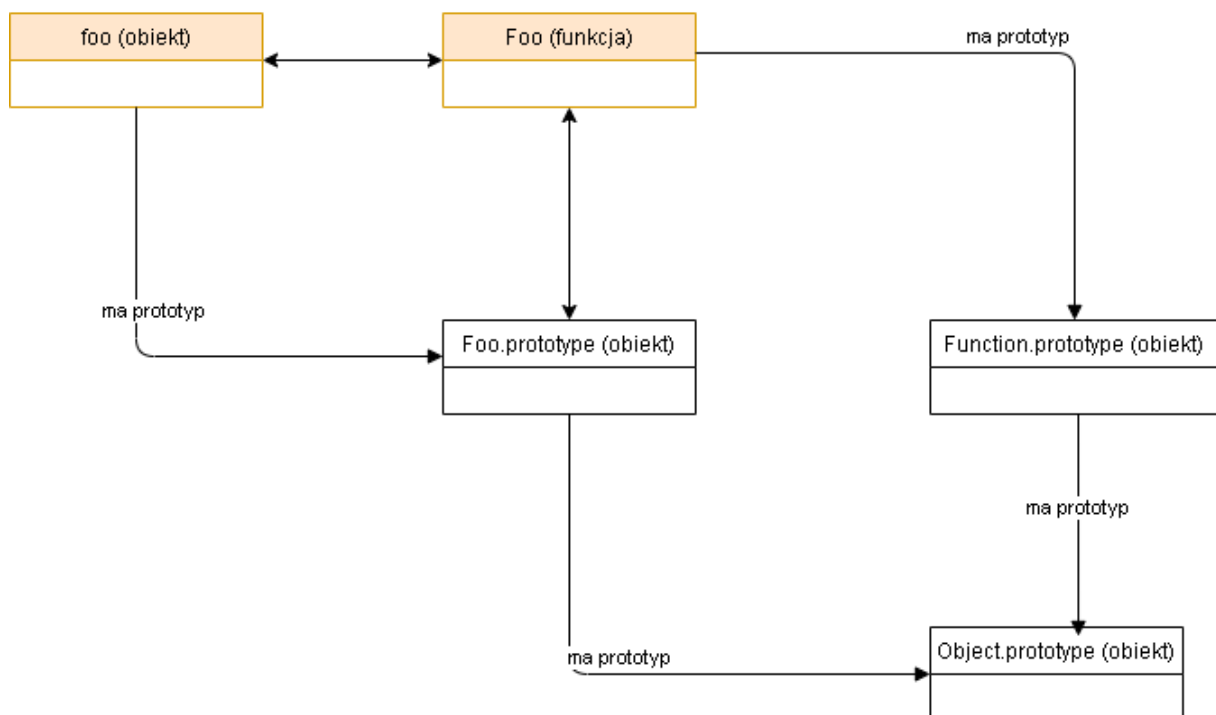 foo (obiekt)
Foo (funkcja)
ma prototyp
ma prototyp
Foo.prototype (obiekt)
Function.prototype (obiekt)
ma prototyp
ma prototyp
Object.prototype (obiekt)